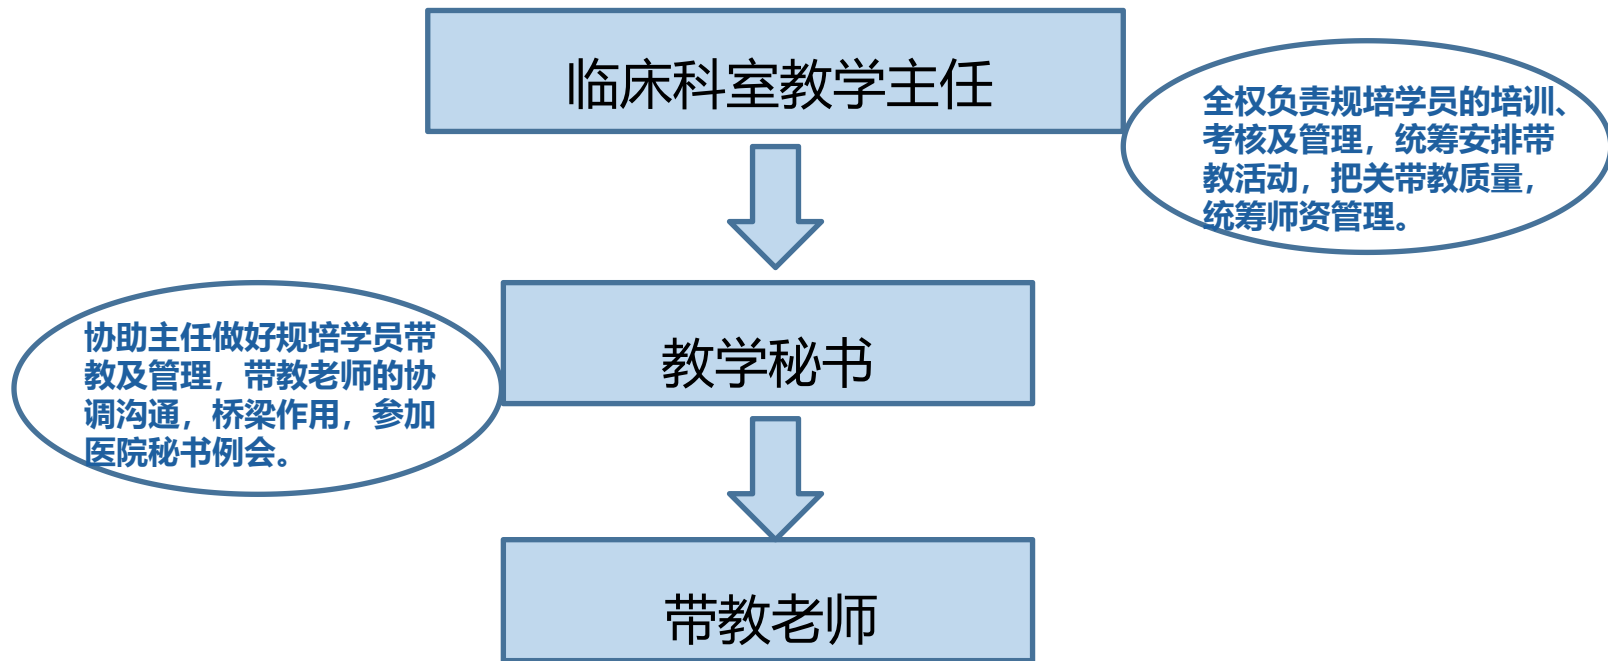 临床科室教学主任
全权负责规培学员的培训、
考核及管理，统筹安排带
教活动，把关带教质量，
统筹师资管理。
协助主任做好规培学员带
教及管理，带教老师的协
调沟通，桥梁作用，参加
医院秘书例会。
教学秘书
带教老师